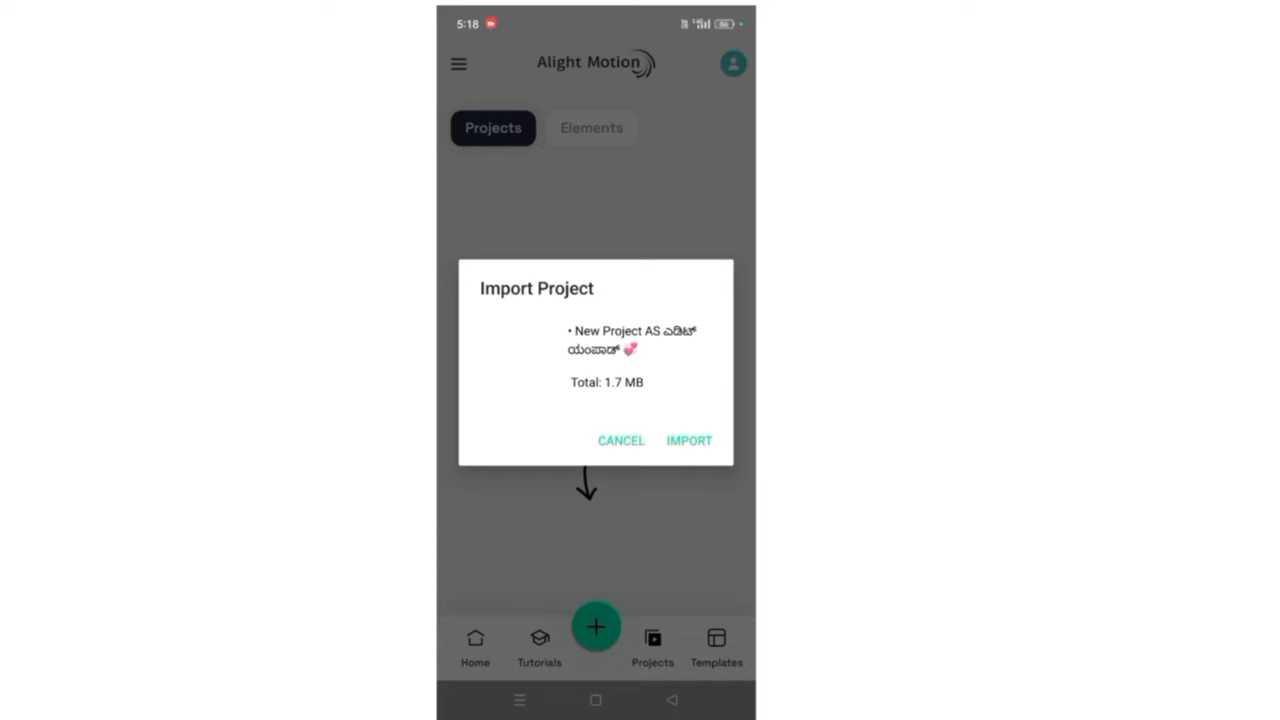 5:18
Alight Motion
Projects
Elements
Import Project
• New Project AS ಎಡಿಟ್
ಯಂಪಾಡ್ 💞
Total: 1.7 MB
CANCEL
IMPORT
Home
Tutorials
Projects
Templates